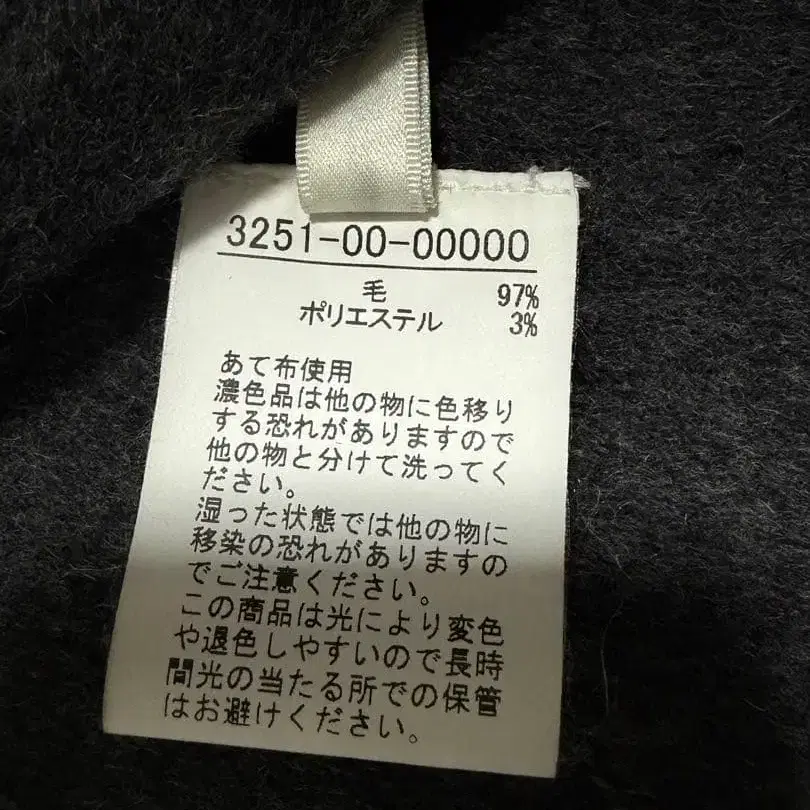 3251-00-00000
毛 97%
ポリエステル 3%
あて布使用
濃色品は他の物に色移り
する恐れがありますので
他の物と分けて洗ってく
ださい。
湿った状態では他の物に
移染の恐れがありますの
でご注意ください。
この商品は光により変色
や退色しやすいので長時
間光の当たる所での保管
はお避けください。